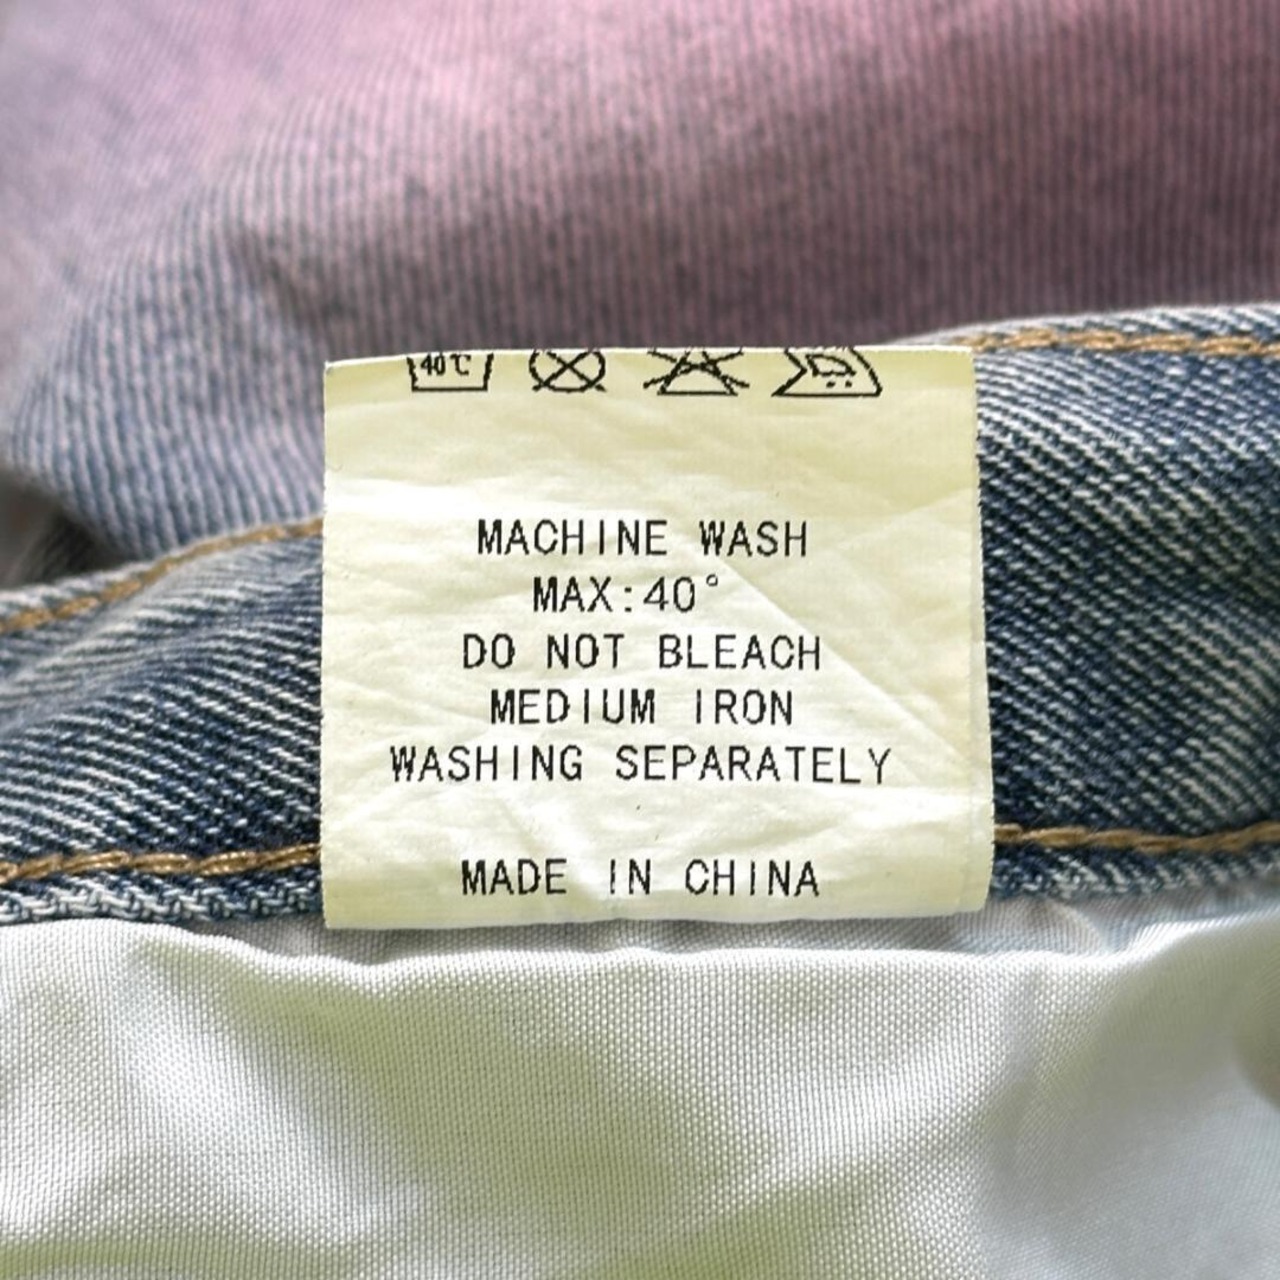 40℃
MACHINE WASH
MAX:40°
DO NOT BLEACH
MEDIUM IRON
WASHING SEPARATELY
MADE IN CHINA